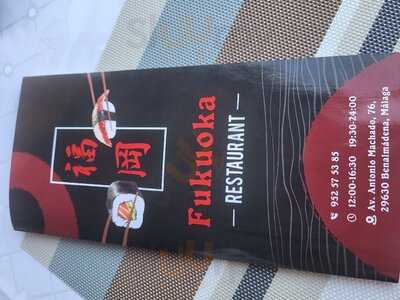 福岡
Fukuoka
— RESTAURANT —
952 57 53 85
12:00-16:30 19:30-24:00
Av. Antonio Machado, 76,
29630 Benalmádena, Málaga